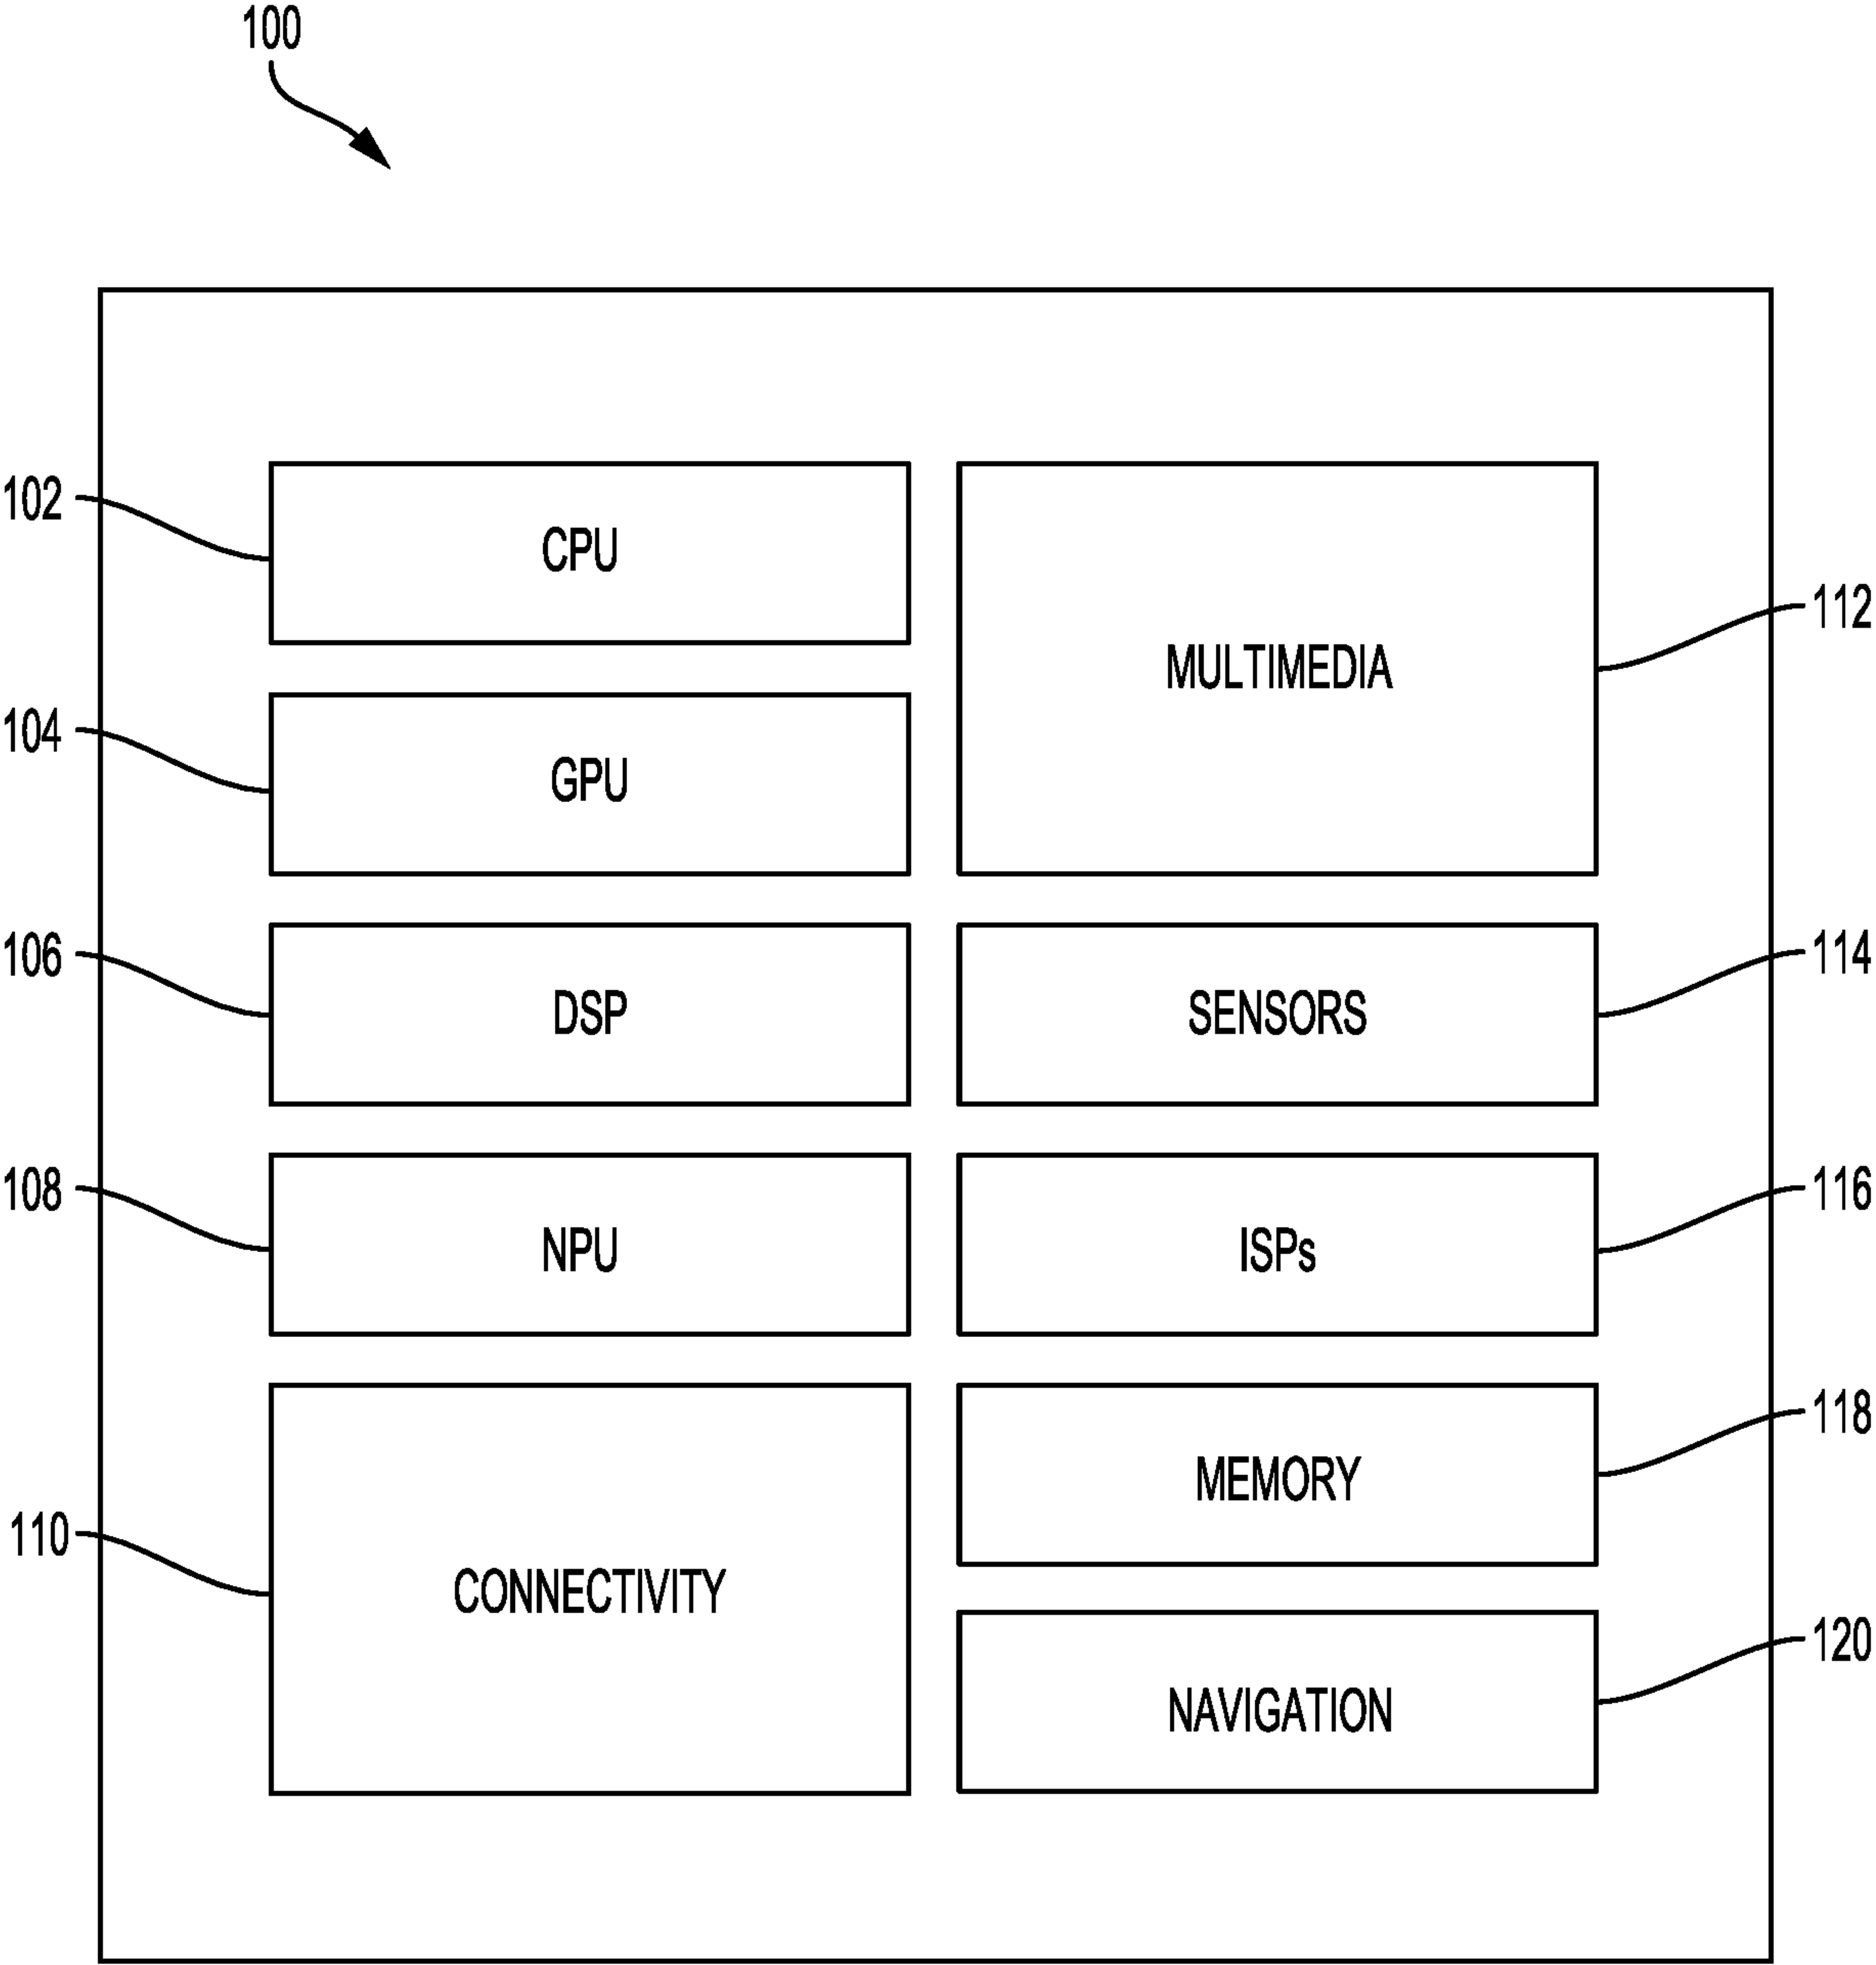 100
102
CPU
MULTIMEDIA
112
104
GPU
106
DSP
SENSORS
114
108
NPU
ISPs
116
110
CONNECTIVITY
MEMORY
118
NAVIGATION
120